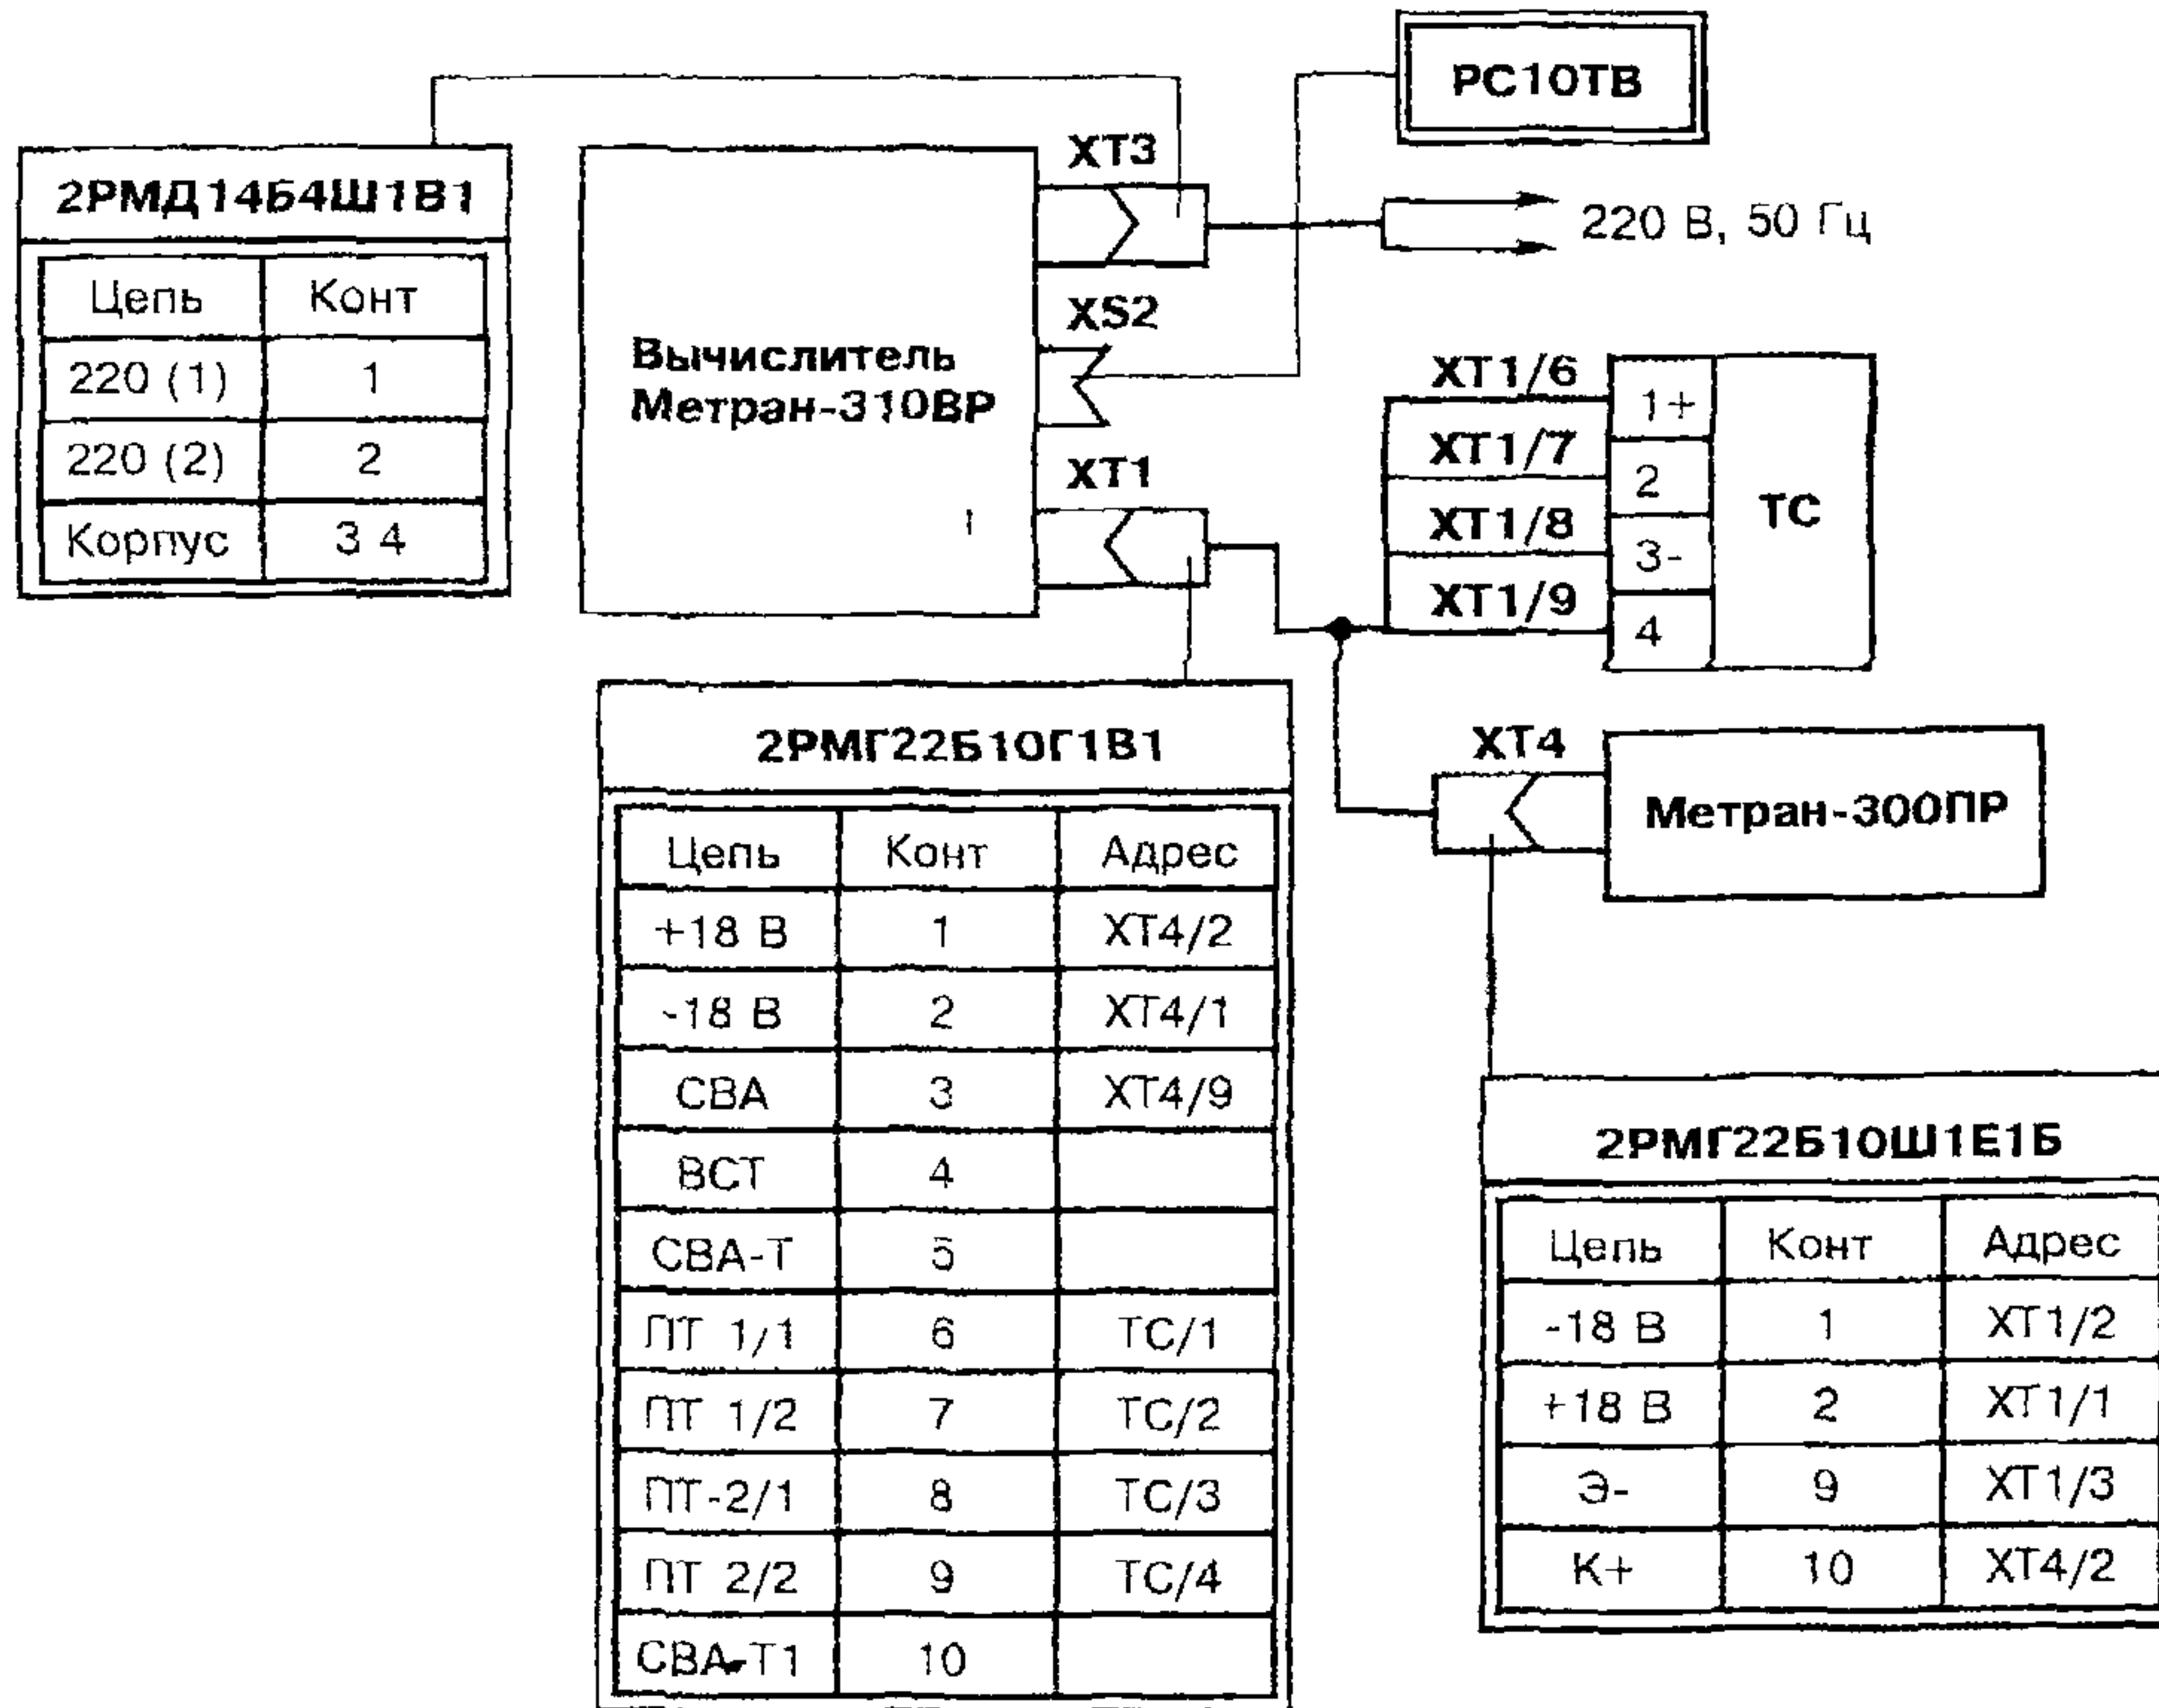 РС10ТВ
ХТ3
220 В, 50 Гц
2РМД14Б4Ш1В1
Цепь Конт
220 (1) 1
220 (2) 2
Корпус 3 4
Вычислитель
Метран-310ВР
XS2
ХТ1
ХТ1/6 1+
ХТ1/7 2
ХТ1/8 3-
ХТ1/9 4
ТС
ХТ4
Метран-300ПР
2РМГ22Б10Г1В1
Цепь Конт Адрес
+18 В 1 ХТ4/2
-18 В 2 ХТ4/1
СВА 3 ХТ4/9
ВСТ 4
СВА-Т 5
ПТ 1/1 6 ТС/1
ПТ 1/2 7 ТС/2
ПТ-2/1 8 ТС/3
ПТ 2/2 9 ТС/4
СВА-Т1 10
2РМГ22Б10Ш1Е1Б
Цепь Конт Адрес
-18 В 1 ХТ1/2
+18 В 2 ХТ1/1
Э- 9 ХТ1/3
К+ 10 ХТ4/2